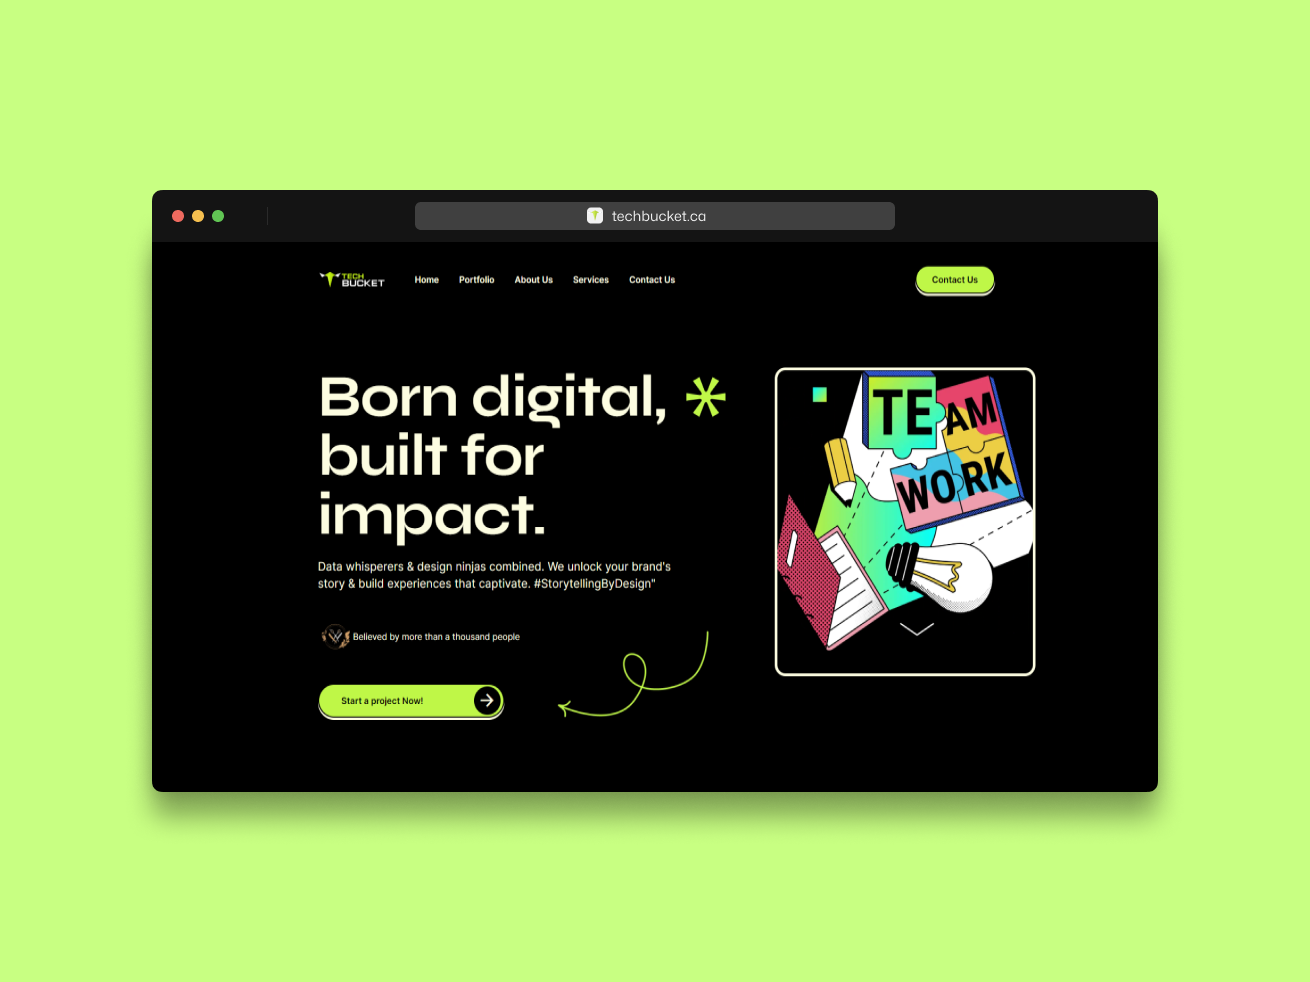 techbucket.ca
TECH
BUCKET
Home
Portfolio
About Us
Services
Contact Us
Contact Us
Born digital,
built for
impact.
Data whisperers & design ninjas combined. We unlock your brand's
story & build experiences that captivate. #StorytellingByDesign"
Believed by more than a thousand people
Start a project Now!
TEAM
WORK